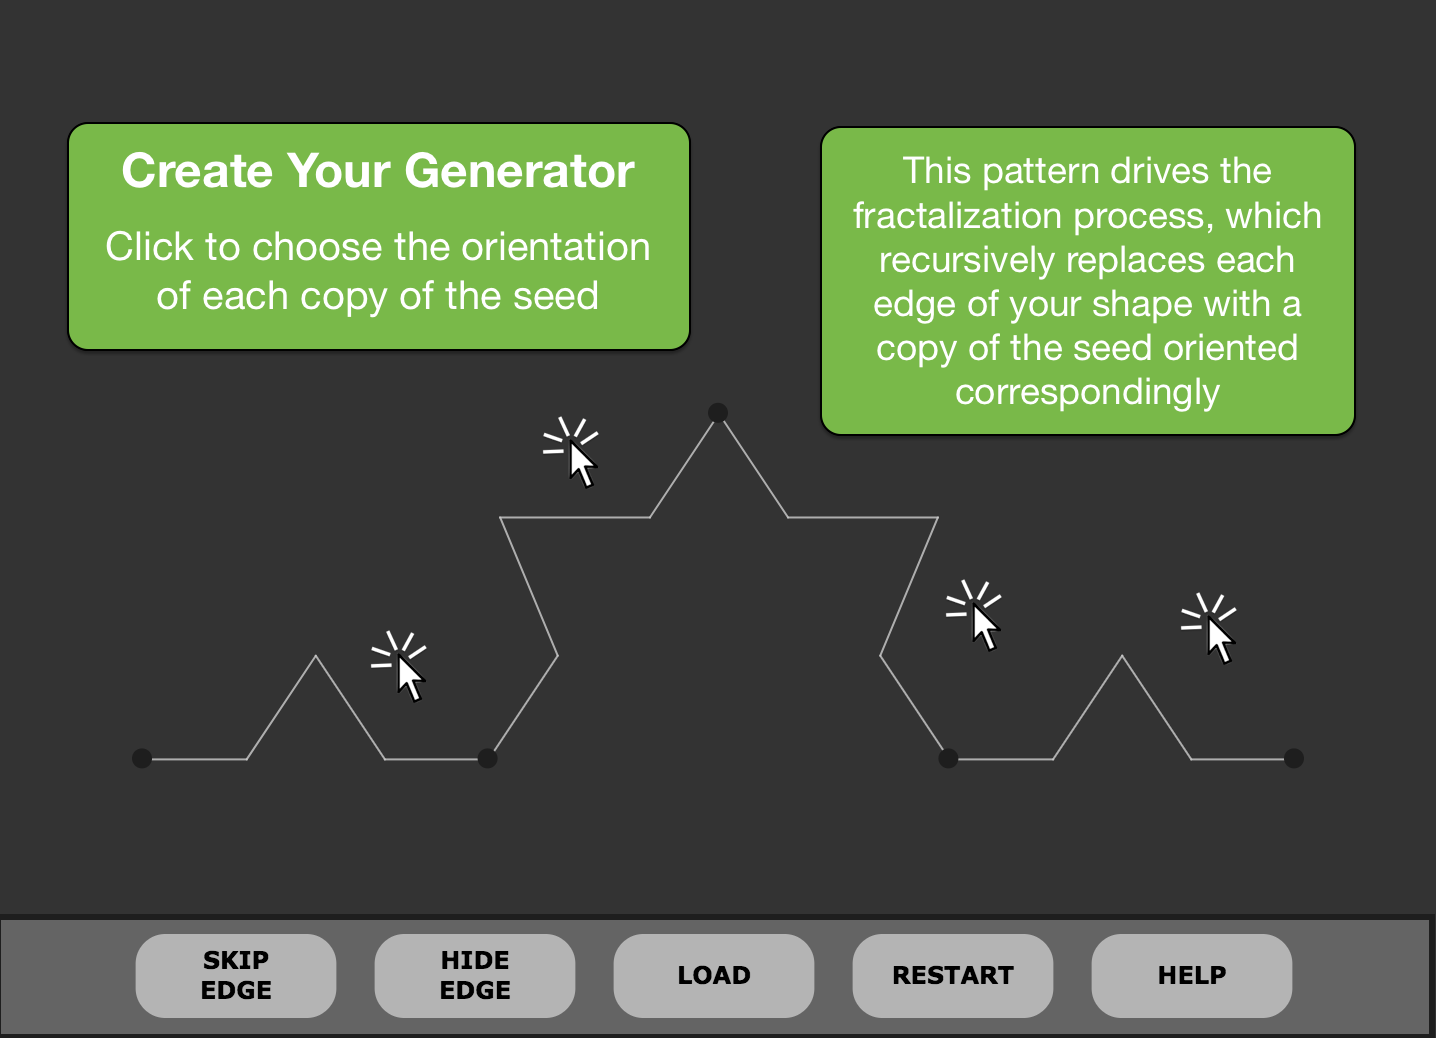 Create Your Generator
Click to choose the orientation
of each copy of the seed
This pattern drives the
fractalization process, which
recursively replaces each
edge of your shape with a
copy of the seed oriented
correspondingly
SKIP
EDGE
HIDE
EDGE
LOAD
RESTART
HELP